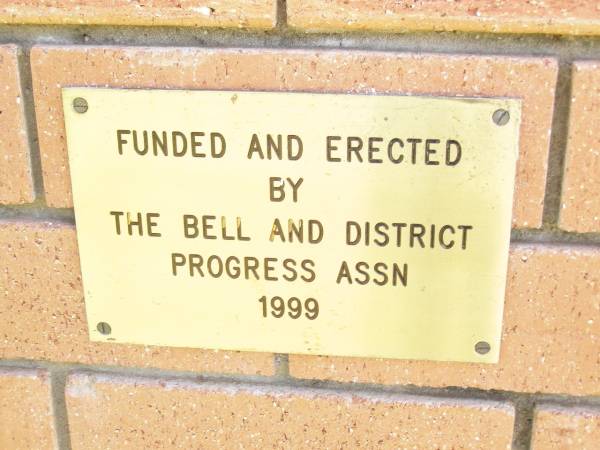 FUNDED AND ERECTED
BY
THE BELL AND DISTRICT
PROGRESS ASSN
1999